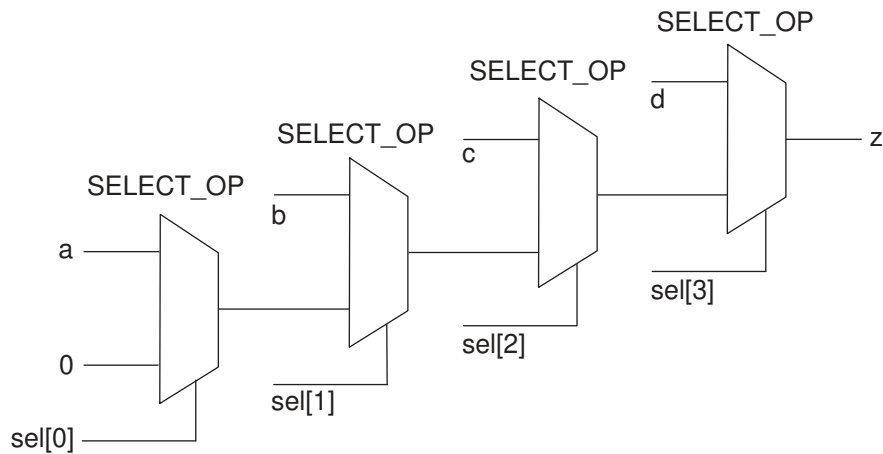 SELECT_OP
d
z
SELECT_OP
c
sel[3]
SELECT_OP
b
sel[2]
SELECT_OP
a
0
sel[1]
sel[0]